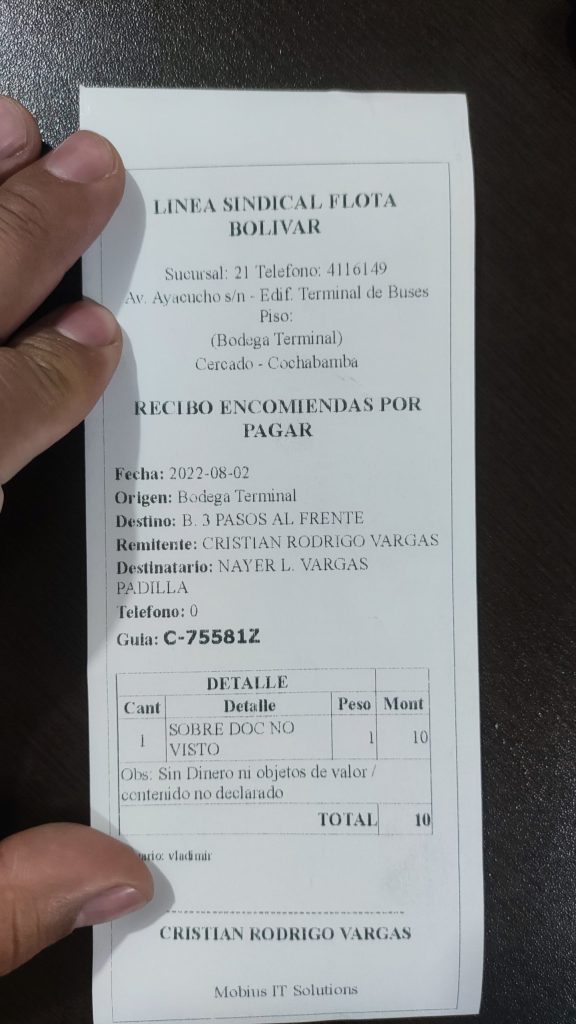 LINEA SINDICAL FLOTA
BOLIVAR
Sucursal: 21 Telefono: 4116149
Av. Ayacucho s/n - Edif. Terminal de Buses
Piso:
(Bodega Terminal)
Cercado - Cochabamba
RECIBO ENCOMIENDAS POR
PAGAR
Fecha: 2022-08-02
Origen: Bodega Terminal
Destino: B. 3 PASOS AL FRENTE
Remitente: CRISTIAN RODRIGO VARGAS
Destinatario: NAYER L. VARGAS
PADILLA
Telefono: 0
Guia: C-75581Z
DETALLE
Cant Detalle Peso Mont
1 SOBRE DOC NO VISTO 1 10
Obs: Sin Dinero ni objetos de valor /
contenido no declarado
TOTAL 10
vladimir
CRISTIAN RODRIGO VARGAS
Mobius IT Solutions